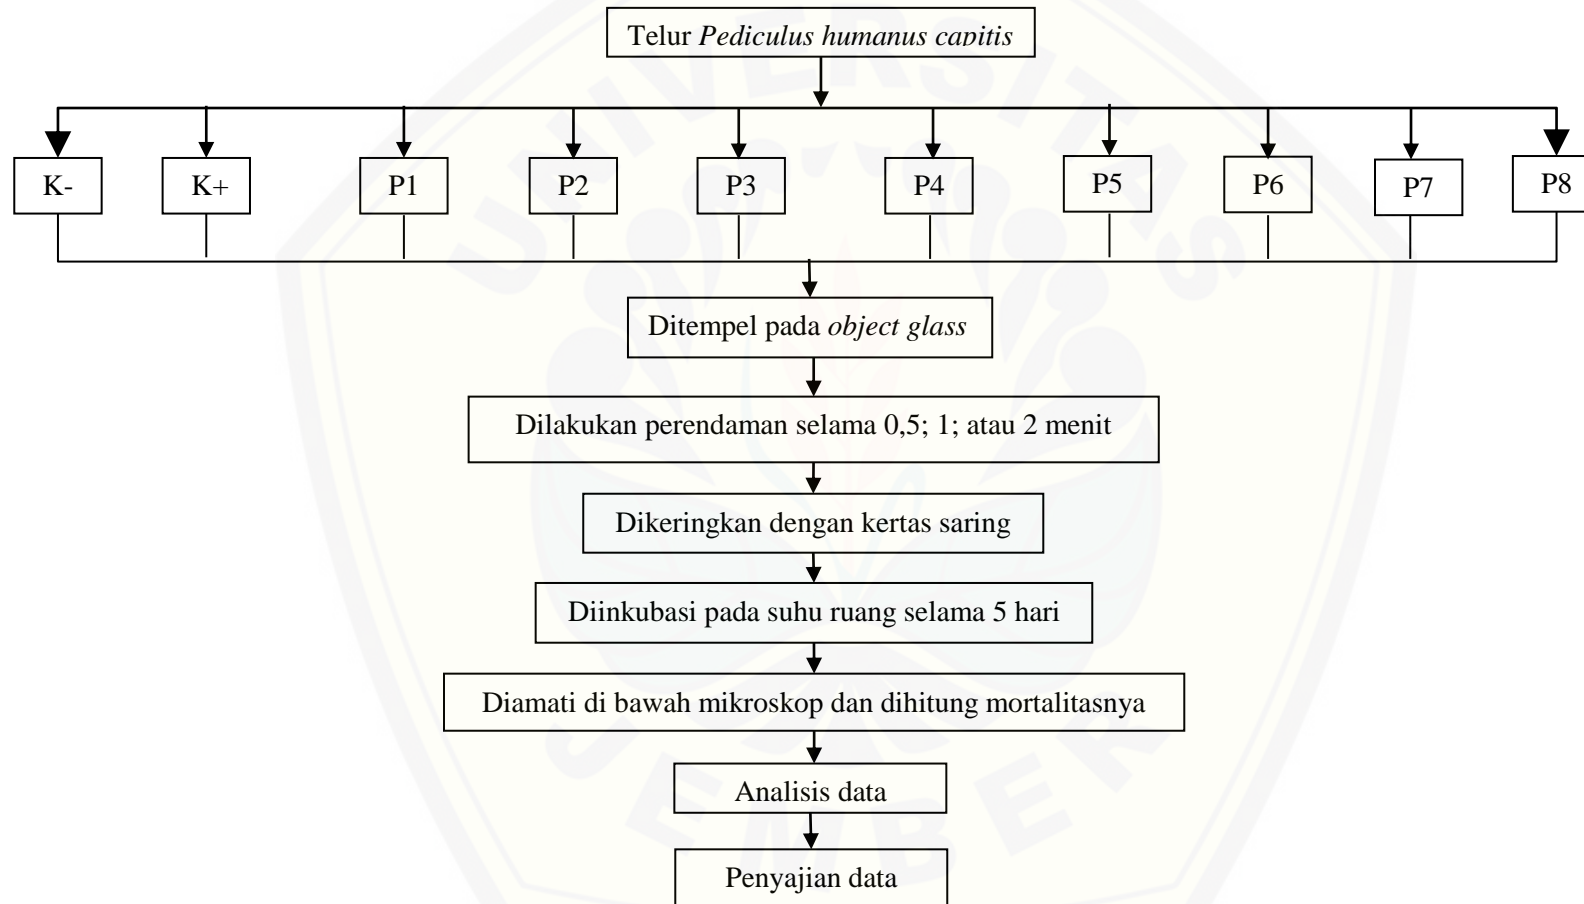 Telur Pediculus humanus capitis
K-
K+
P1
P2
P3
P4
P5
P6
P7
P8
Ditempel pada object glass
Dilakukan perendaman selama 0,5; 1; atau 2 menit
Dikeringkan dengan kertas saring
Diinkubasi pada suhu ruang selama 5 hari
Diamati di bawah mikroskop dan dihitung mortalitasnya
Analisis data
Penyajian data
UNIVERSITAS
JEMBER